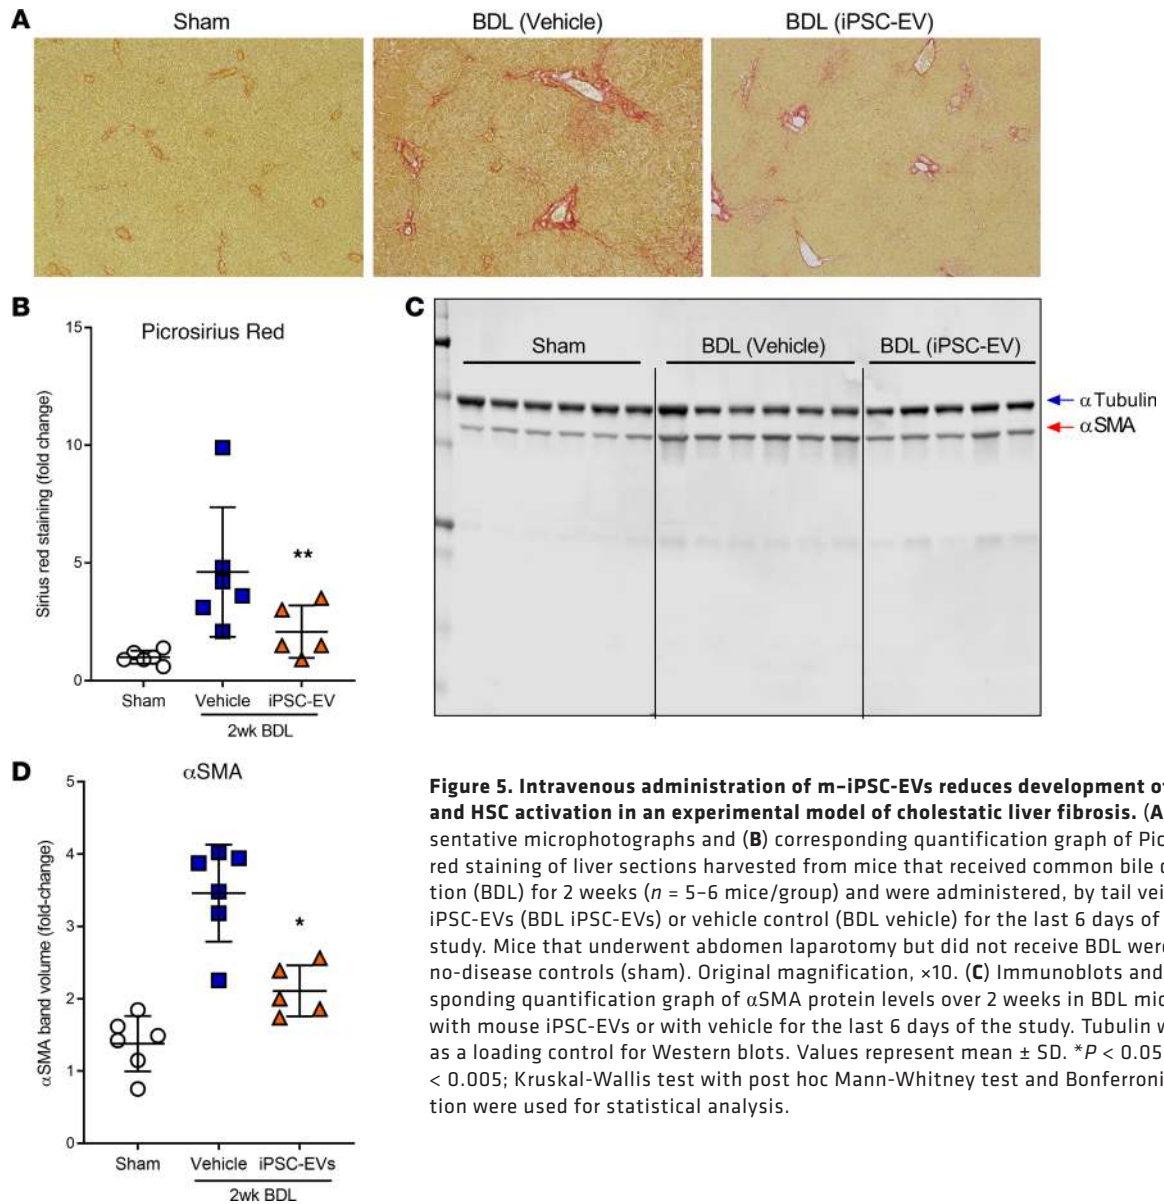 A
Sham
BDL (Vehicle)
BDL (iPSC-EV)
B
Picrosirius Red
Sirius red staining (fold change)
15
10
5
0
**
Sham
Vehicle
iPSC-EV
2wk BDL
C
Sham
BDL (Vehicle)
BDL (iPSC-EV)
αTubulin
αSMA
D
αSMA
αSMA band volume (fold-change)
5
4
3
2
1
0
*
Sham
Vehicle
iPSC-EVs
2wk BDL
Figure 5. Intravenous administration of m–iPSC-EVs reduces development o
and HSC activation in an experimental model of cholestatic liver fibrosis. (A
sentative microphotographs and (B) corresponding quantification graph of Pic
red staining of liver sections harvested from mice that received common bile d
tion (BDL) for 2 weeks (n = 5–6 mice/group) and were administered, by tail vei
iPSC-EVs (BDL iPSC-EVs) or vehicle control (BDL vehicle) for the last 6 days of
study. Mice that underwent abdomen laparotomy but did not receive BDL were
no-disease controls (sham). Original magnification, ×10. (C) Immunoblots and
sponding quantification graph of αSMA protein levels over 2 weeks in BDL mic
with mouse iPSC-EVs or with vehicle for the last 6 days of the study. Tubulin w
as a loading control for Western blots. Values represent mean ± SD. *P < 0.05
< 0.005; Kruskal-Wallis test with post hoc Mann-Whitney test and Bonferroni
tion were used for statistical analysis.